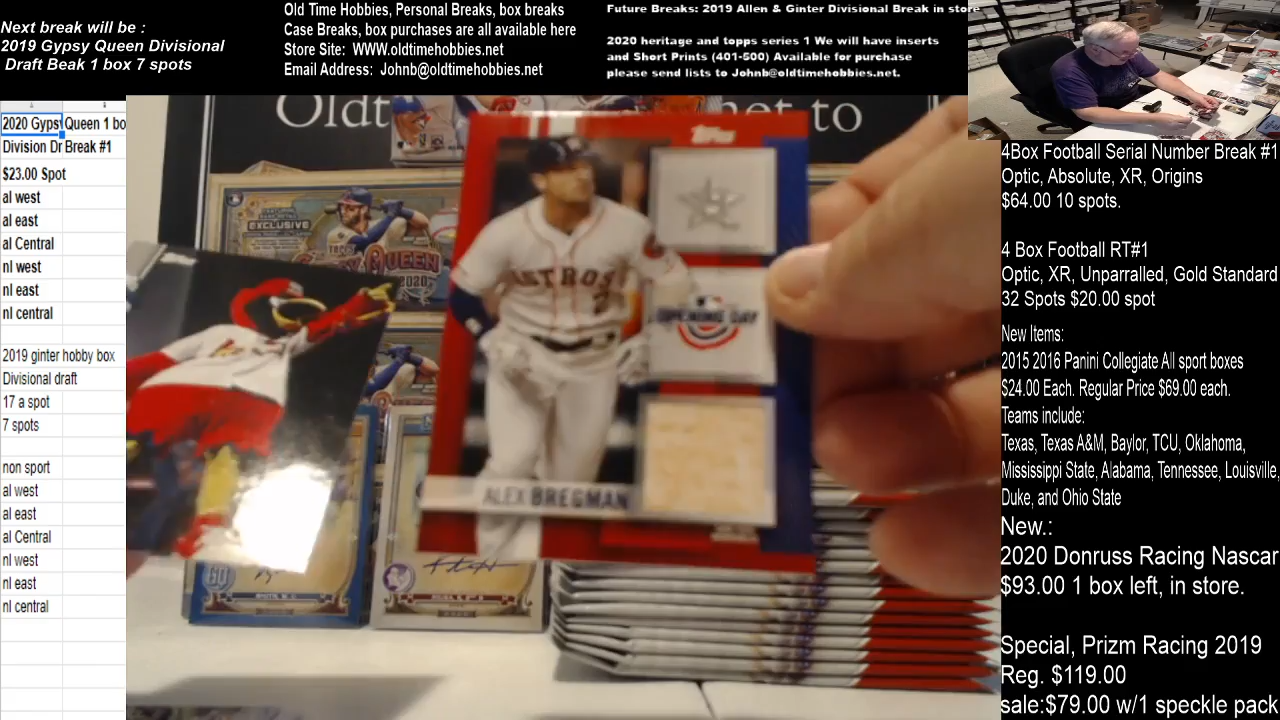 Next break will be :
2019 Gypsy Queen Divisional
Draft Beak 1 box 7 spots
Old Time Hobbies, Personal Breaks, box breaks
Case Breaks, box purchases are all available here
Store Site: WWW.oldtimehobbies.net
Email Address: Johnb@oldtimehobbies.net
Future Breaks: 2019 Allen & Ginter Divisional Break in store
2020 heritage and topps series 1 We will have inserts
and Short Prints (401-500) Available for purchase
please send lists to Johnb@oldtimehobbies.net.
2020 Gypsy Queen 1 bo
Division Dr Break #1
$23.00 Spot
al west
al east
al Central
nl west
nl east
nl central
2019 ginter hobby box
Divisional draft
17 a spot
7 spots
non sport
al west
al east
al Central
nl west
nl east
nl central
Oldt
net to
EXCLUSIVE
QUEEN
2020
topps
ASTROS
OPENING DAY
ALEX BREGMAN
GQ
4Box Football Serial Number Break #1
Optic, Absolute, XR, Origins
$64.00 10 spots.
4 Box Football RT#1
Optic, XR, Unparralled, Gold Standard
32 Spots $20.00 spot
New Items:
2015 2016 Panini Collegiate All sport boxes
$24.00 Each. Regular Price $69.00 each.
Teams include:
Texas, Texas A&M, Baylor, TCU, Oklahoma,
Mississippi State, Alabama, Tennessee, Louisville,
Duke, and Ohio State
New.:
2020 Donruss Racing Nascar
$93.00 1 box left, in store.
Special, Prizm Racing 2019
Reg. $119.00
sale:$79.00 w/1 speckle pack